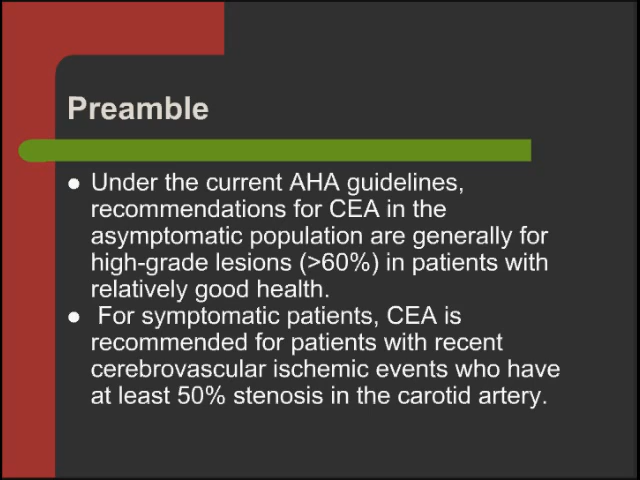 Preamble
● Under the current AHA guidelines,
recommendations for CEA in the
asymptomatic population are generally for
high-grade lesions (>60%) in patients with
relatively good health.
● For symptomatic patients, CEA is
recommended for patients with recent
cerebrovascular ischemic events who have
at least 50% stenosis in the carotid artery.